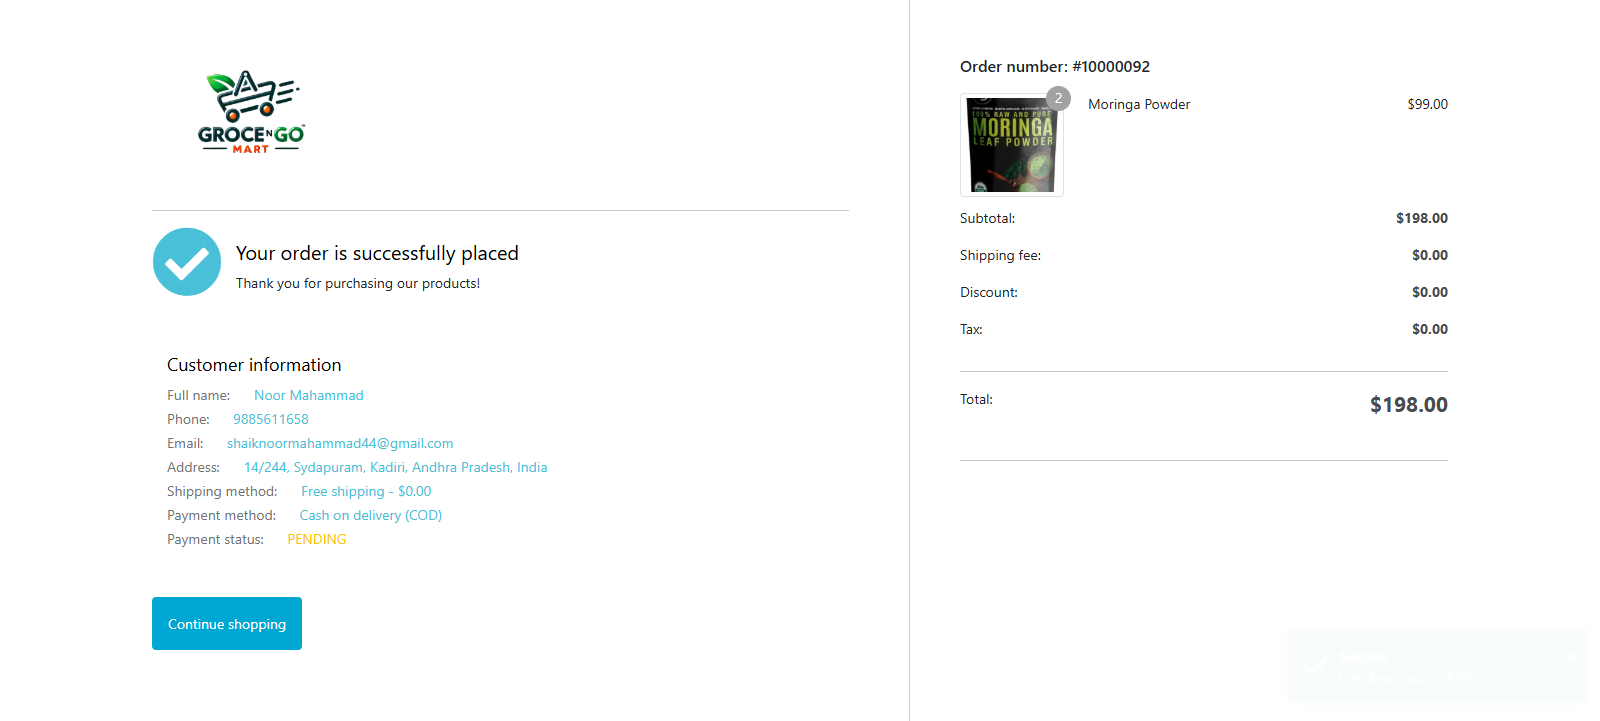 GROCE N GO
MART
Your order is successfully placed
Thank you for purchasing our products!
Customer information
Full name: Noor Mahammad
Phone: 9885611658
Email: shaiknoormahammad44@gmail.com
Address: 14/244, Sydapuram, Kadiri, Andhra Pradesh, India
Shipping method: Free shipping - $0.00
Payment method: Cash on delivery (COD)
Payment status: PENDING
Continue shopping
Order number: #10000092
2
Moringa Powder $99.00
100% RAW AND PURE
MORINGA
LEAF POWDER
Subtotal: $198.00
Shipping fee: $0.00
Discount: $0.00
Tax: $0.00
Total: $198.00
Success
Checkout successfully!